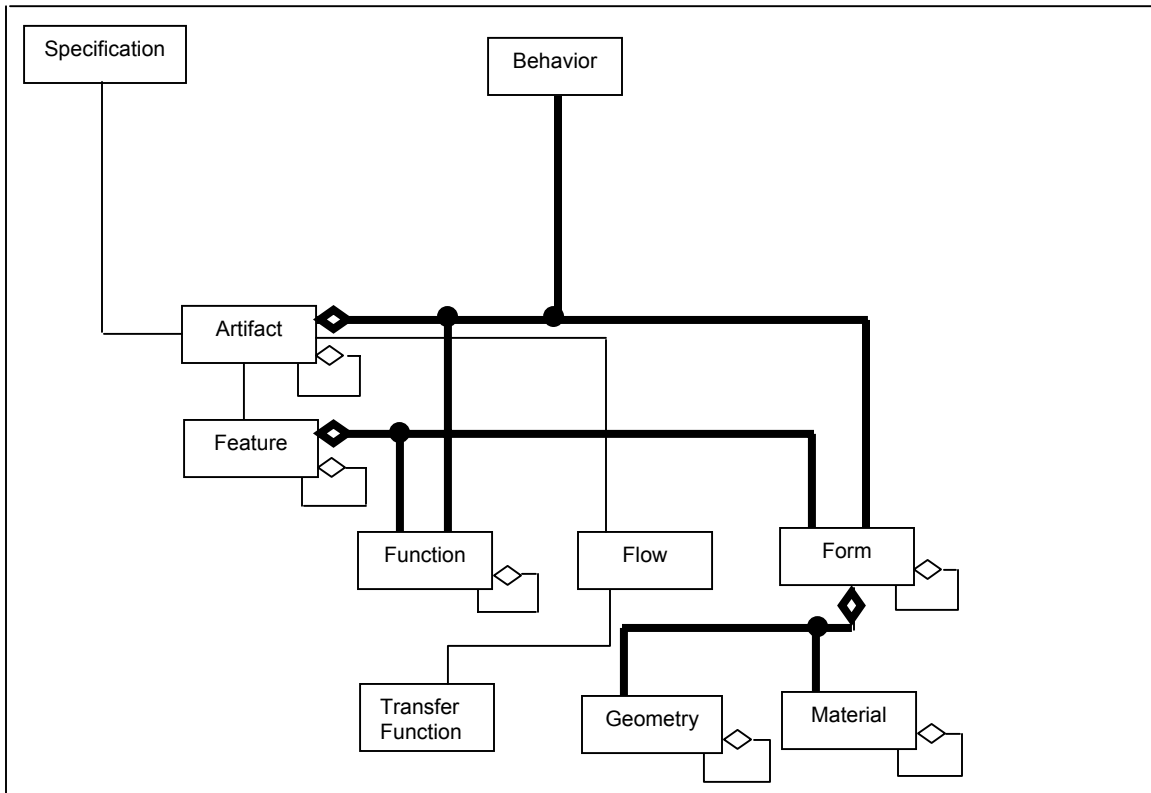 Specification
Behavior
Artifact
Feature
Function
Flow
Form
Transfer
Function
Geometry
Material